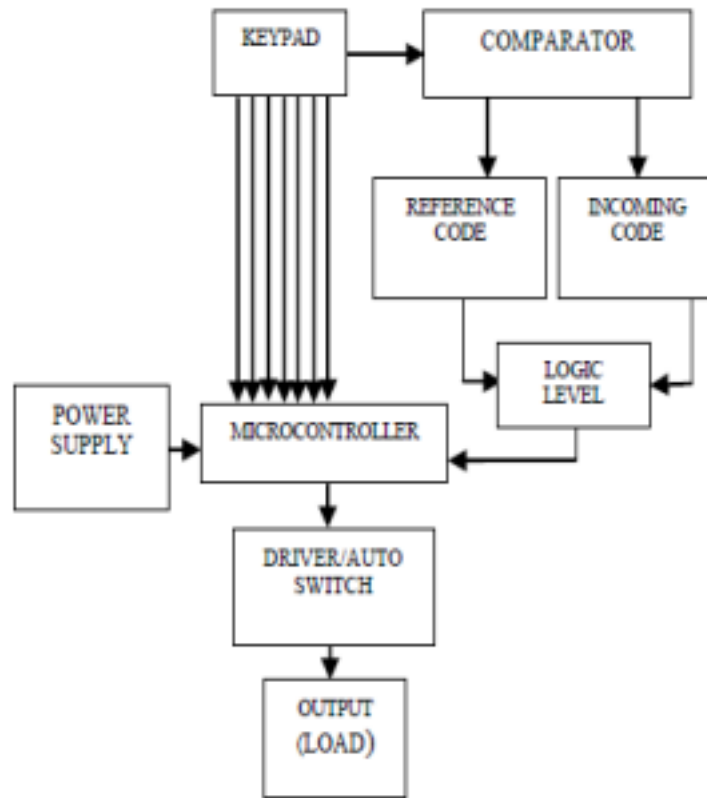 KEYPAD
COMPARATOR
REFERENCE
CODE
INCOMING
CODE
LOGIC
LEVEL
POWER
SUPPLY
MICROCONTROLLER
DRIVER/AUTO
SWITCH
OUTPUT
(LOAD)